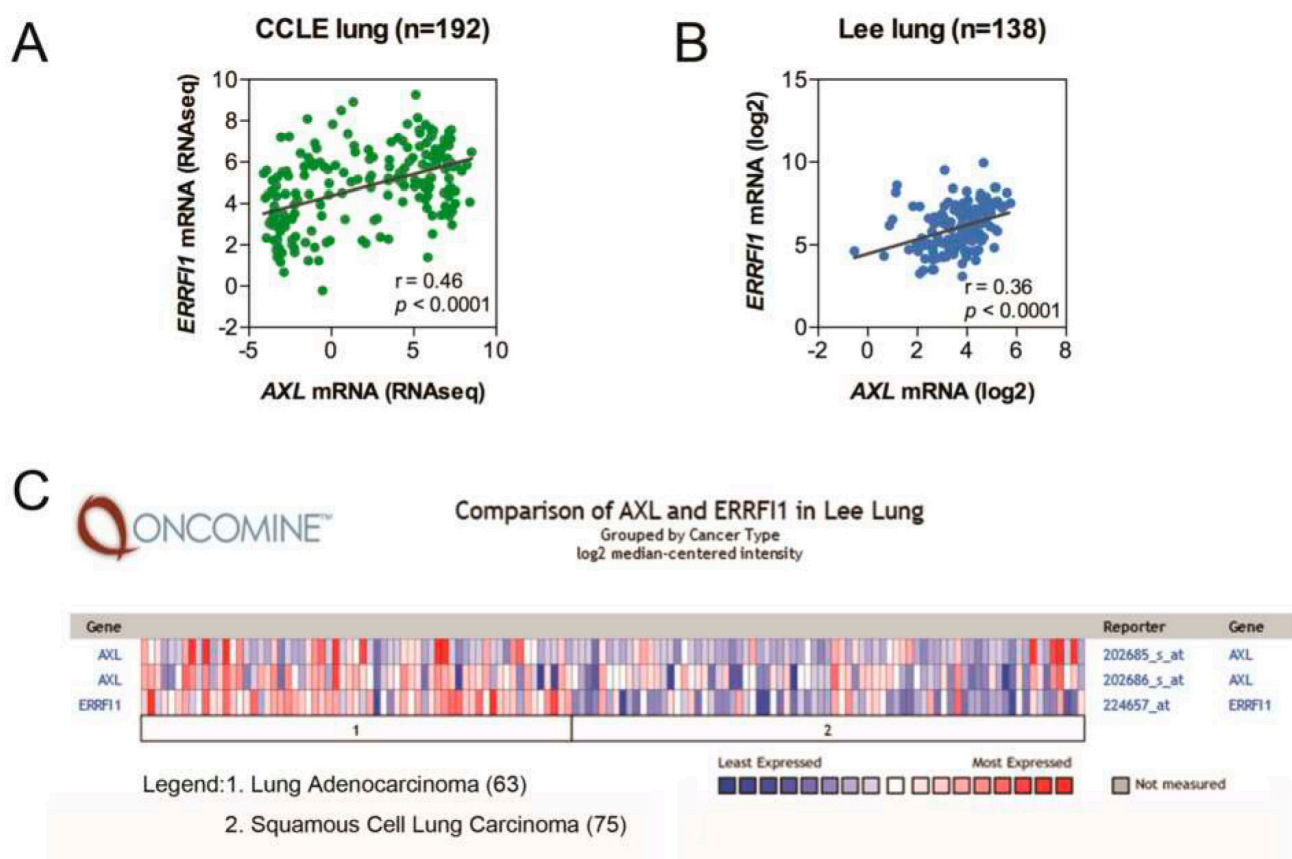 A
CCLE lung (n=192)
ERRFI1 mRNA (RNAseq)
10
8
6
4
2
0
-2
-5
0
5
10
r = 0.46
p < 0.0001
AXL mRNA (RNAseq)
B
Lee lung (n=138)
ERRFI1 mRNA (log2)
15
10
5
0
-2
0
2
4
6
8
r = 0.36
p < 0.0001
AXL mRNA (log2)
C
ONCOMINE™
Comparison of AXL and ERRFI1 in Lee Lung
Grouped by Cancer Type
log2 median-centered intensity
Gene
Reporter
Gene
AXL
202685_s_at
AXL
AXL
202686_s_at
AXL
ERRFI1
224657_at
ERRFI1
1
2
Legend:1. Lung Adenocarcinoma (63)
2. Squamous Cell Lung Carcinoma (75)
Least Expressed
Most Expressed
Not measured